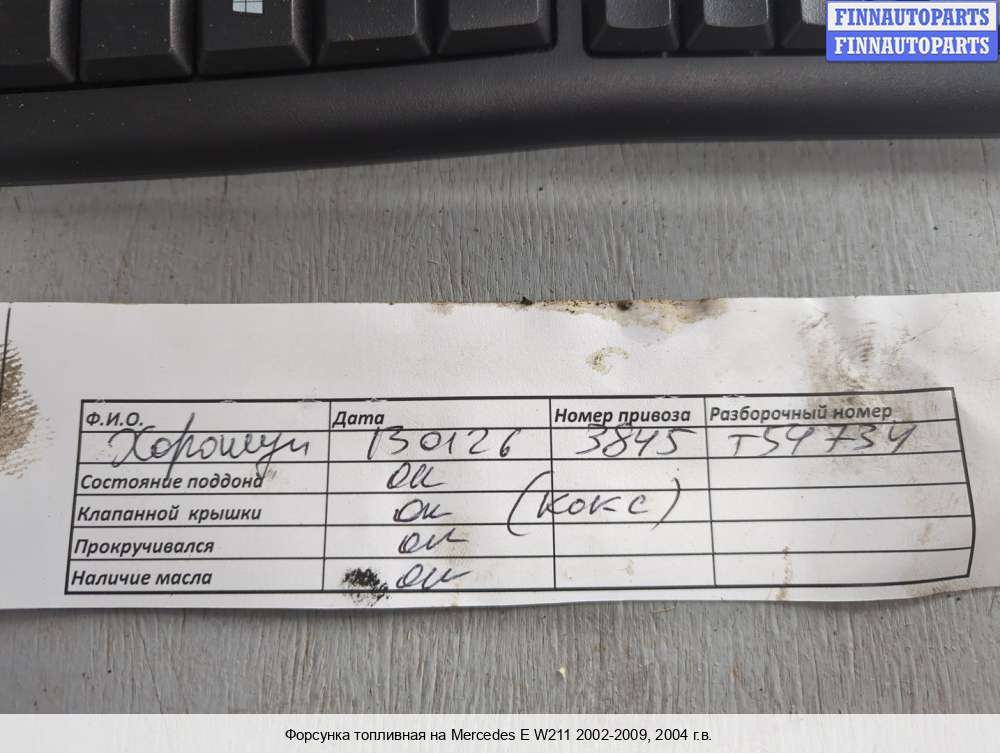 FINNAUTOPARTS
FINNAUTOPARTS
Ф.И.О. Дата Номер привоза Разборочный номер
130126 3845 Т54734
Состояние поддона ок
Клапанной крышки ок (кокс)
Прокручивался ок
Наличие масла ок
Форсунка топливная на Mercedes E W211 2002-2009, 2004 г.в.